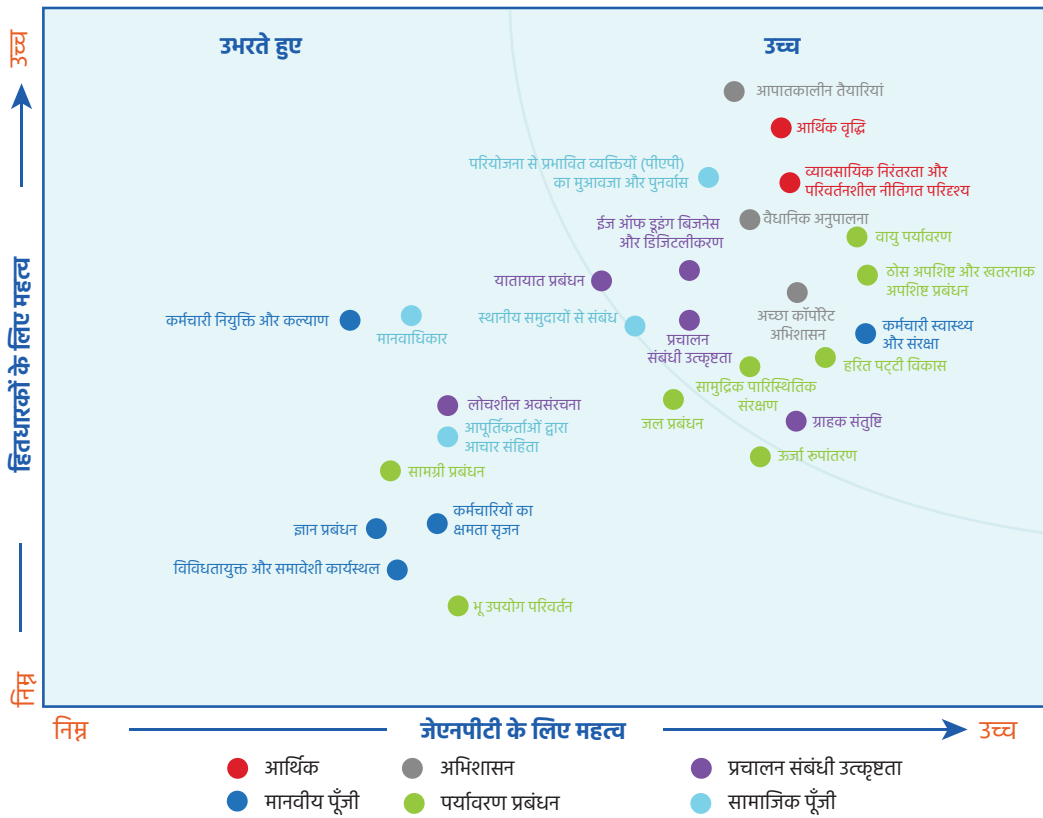 उभरते हुए
उच्च
आपातकालीन तैयारियां
आर्थिक वृद्धि
परियोजना से प्रभावित व्यक्तियों (पीएपी)
का मुआवजा और पुनर्वास
व्यावसायिक निरंतरता और
परिवर्तनशील नीतिगत परिदृश्य
वैधानिक अनुपालना
ईज ऑफ डूइंग बिजनेस
और डिजिटलीकरण
वायु पर्यावरण
यातायात प्रबंधन
ठोस अपशिष्ट और खतरनाक
अपशिष्ट प्रबंधन
कर्मचारी नियुक्ति और कल्याण
मानवाधिकार
स्थानीय समुदायों से संबंध
प्रचालन
संबंधी उत्कृष्टता
अच्छा कॉर्पोरेट
अभिशासन
कर्मचारी स्वास्थ्य
और संरक्षा
हरित पट्टी विकास
सामुद्रिक पारिस्थितिक
संरक्षण
लोचशील अवसंरचना
जल प्रबंधन
ग्राहक संतुष्टि
आपूर्तिकर्ताओं द्वारा
आचार संहिता
ऊर्जा रूपांतरण
सामग्री प्रबंधन
कर्मचारियों का
क्षमता सृजन
ज्ञान प्रबंधन
विविधतायुक्त और समावेशी कार्यस्थल
भू उपयोग परिवर्तन
उच्च
हितधारकों के लिए महत्व
निम्न
निम्न
जेएनपीटी के लिए महत्व
उच्च
आर्थिक
अभिशासन
प्रचालन संबंधी उत्कृष्टता
मानवीय पूँजी
पर्यावरण प्रबंधन
सामाजिक पूँजी